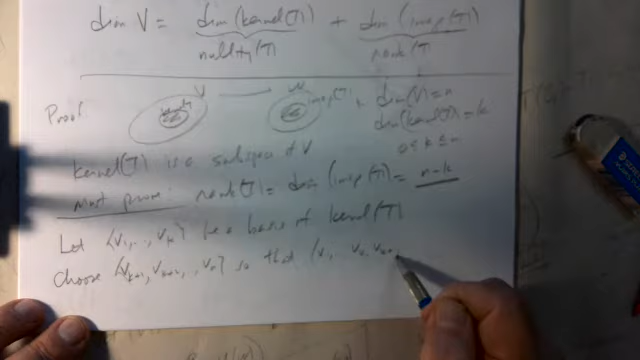 dim V = dim (kernel(T)) + dim (image(T))
nullity(T) rank(T)
Proof V W image(T) dim(V) = n
dim(kernel(T)) = k
0 ≤ k ≤ n
kernel(T) is a subspace of V
Must prove: rank(T) = dim (image(T)) = n-k
Let {v₁, .., vₖ} be a basis of kernel(T)
Choose {vₖ₊₁, vₖ₊₂, .., vₙ} so that {v₁, vₖ, vₖ₊₁,